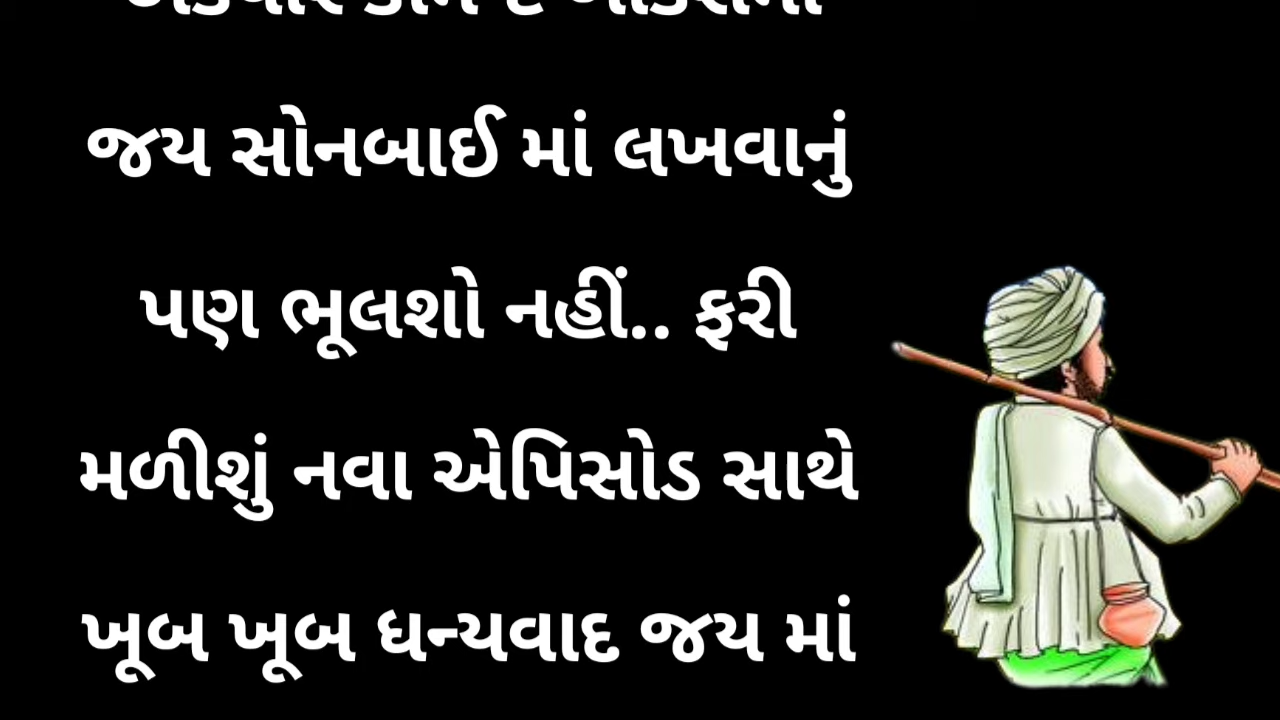 જય સોનબાઈ માં લખવાનું
પણ ભૂલશો નહીં.. ફરી
મળીશું નવા એપિસોડ સાથે
ખૂબ ખૂબ ધન્યવાદ જય માં